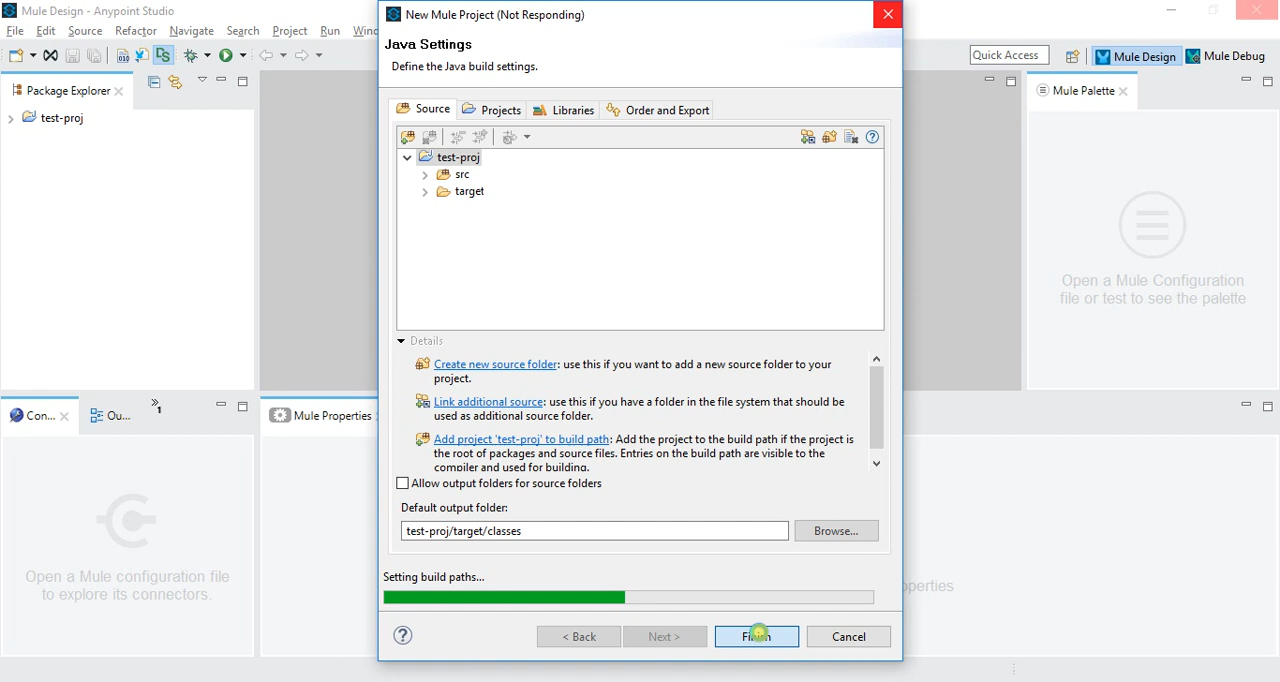 Mule Design - Anypoint Studio
File Edit Source Refactor Navigate Search Project Run
Quick Access
Mule Design
Mule Debug
Package Explorer
test-proj
Con...
Ou...
1
Open a Mule configuration file
to explore its connectors.
Mule Properties
New Mule Project (Not Responding)
Java Settings
Define the Java build settings.
Source Projects Libraries Order and Export
test-proj
src
target
Details
Create new source folder: use this if you want to add a new source folder to your
project.
Link additional source: use this if you have a folder in the file system that should be
used as additional source folder.
Add project 'test-proj' to build path: Add the project to the build path if the project is
the root of packages and source files. Entries on the build path are visible to the
compiler and used for building.
Allow output folders for source folders
Default output folder:
test-proj/target/classes
Browse...
Setting build paths...
< Back
Next >
Finish
Cancel
Mule Palette
Open a Mule Configuration
file or test to see the palette